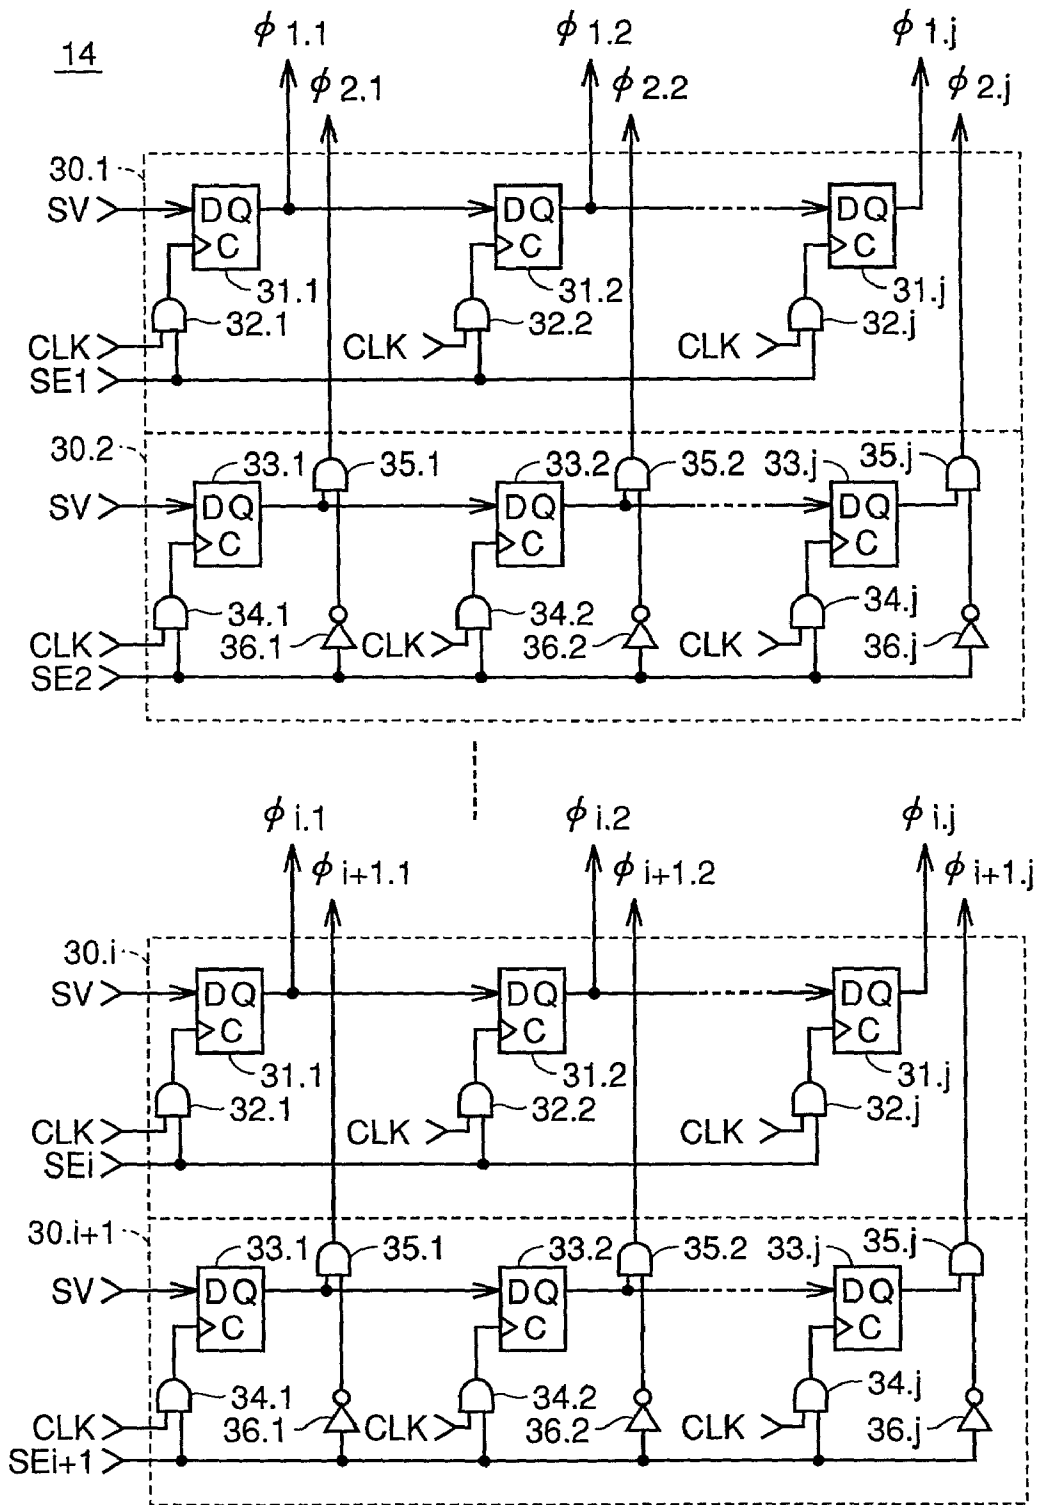 14
ϕ1.1 ϕ1.2 ϕ1.j
ϕ2.1 ϕ2.2 ϕ2.j
30.1
SV DQ DQ DQ
C C C
31.1 31.2 31.j
32.1 32.2 32.j
CLK CLK CLK
SE1
30.2
33.1 35.1 33.2 35.2 33.j 35.j
SV DQ DQ DQ
C C C
34.1 34.2 34.j
CLK 36.1 CLK 36.2 CLK 36.j
SE2
ϕi.1 ϕi.2 ϕi.j
ϕi+1.1 ϕi+1.2 ϕi+1.j
30.i
SV DQ DQ DQ
C C C
31.1 31.2 31.j
32.1 32.2 32.j
CLK CLK CLK
SEi
30.i+1
33.1 35.1 33.2 35.2 33.j 35.j
SV DQ DQ DQ
C C C
34.1 34.2 34.j
CLK 36.1 CLK 36.2 CLK 36.j
SEi+1